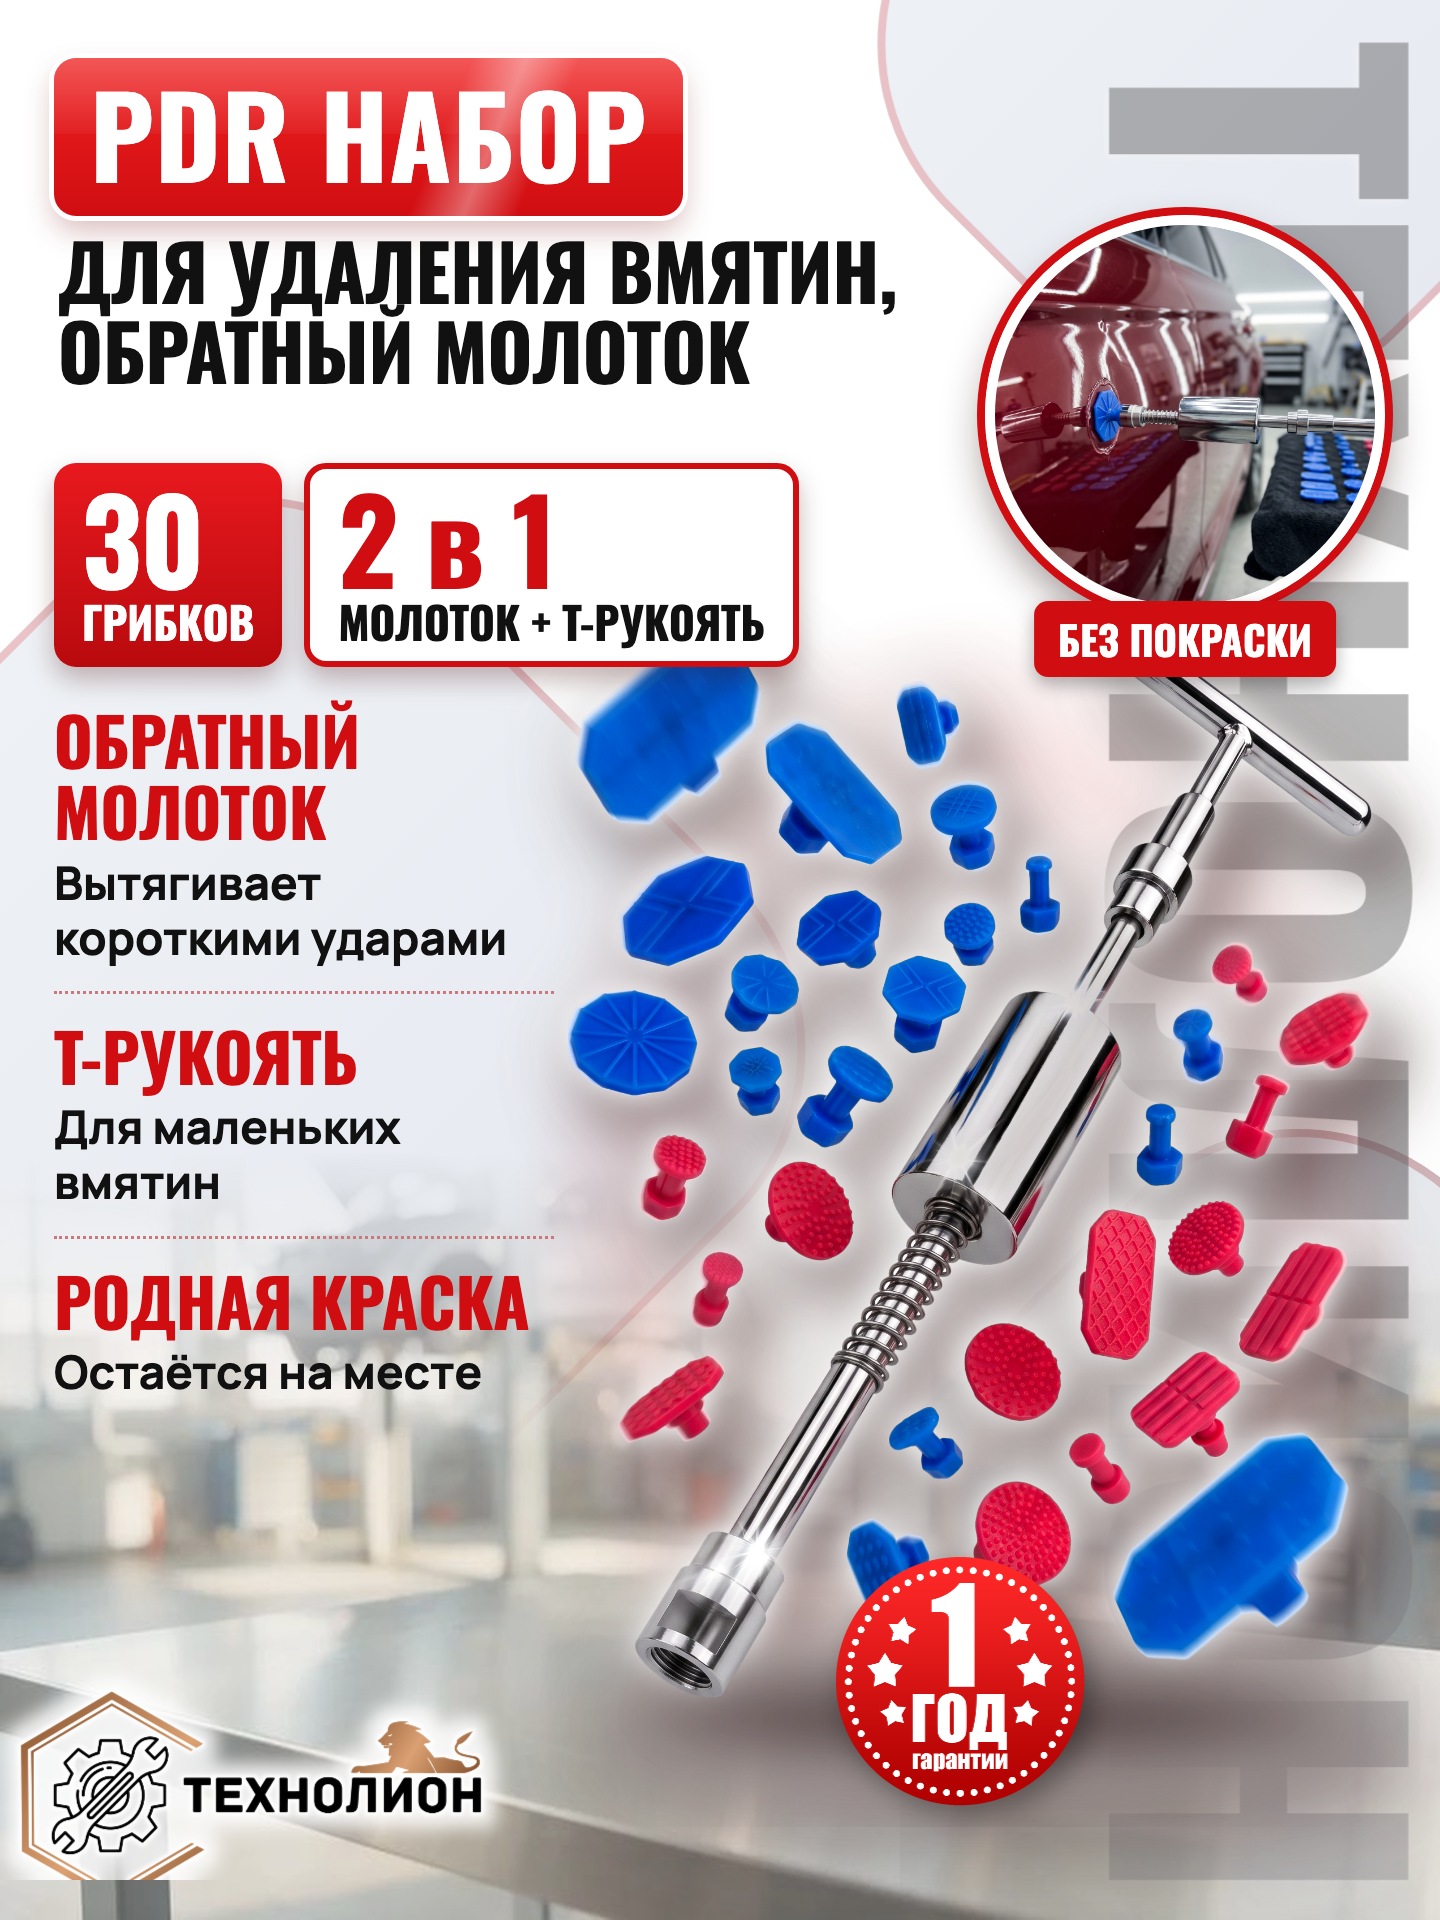 PDR НАБОР
ДЛЯ УДАЛЕНИЯ ВМЯТИН,
ОБРАТНЫЙ МОЛОТОК
30
ГРИБКОВ
2 в 1
МОЛОТОК + Т-РУКОЯТЬ
БЕЗ ПОКРАСКИ
ОБРАТНЫЙ
МОЛОТОК
Вытягивает
короткими ударами
Т-РУКОЯТЬ
Для маленьких
вмятин
РОДНАЯ КРАСКА
Остаётся на месте
1
ГОД
гарантии
ТЕХНОЛИОН